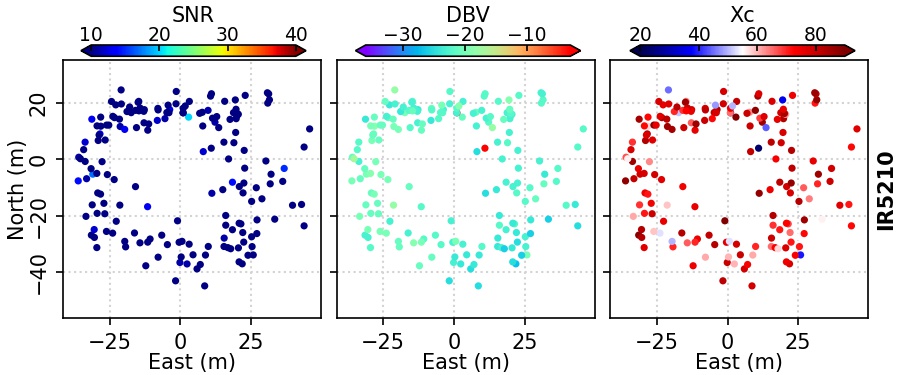 SNR DBV Xc
10 20 30 40 −30 −20 −10 20 40 60 80
20
0
−20
−40
North (m)
IR5210
−25 0 25 −25 0 25 −25 0 25
East (m) East (m) East (m)